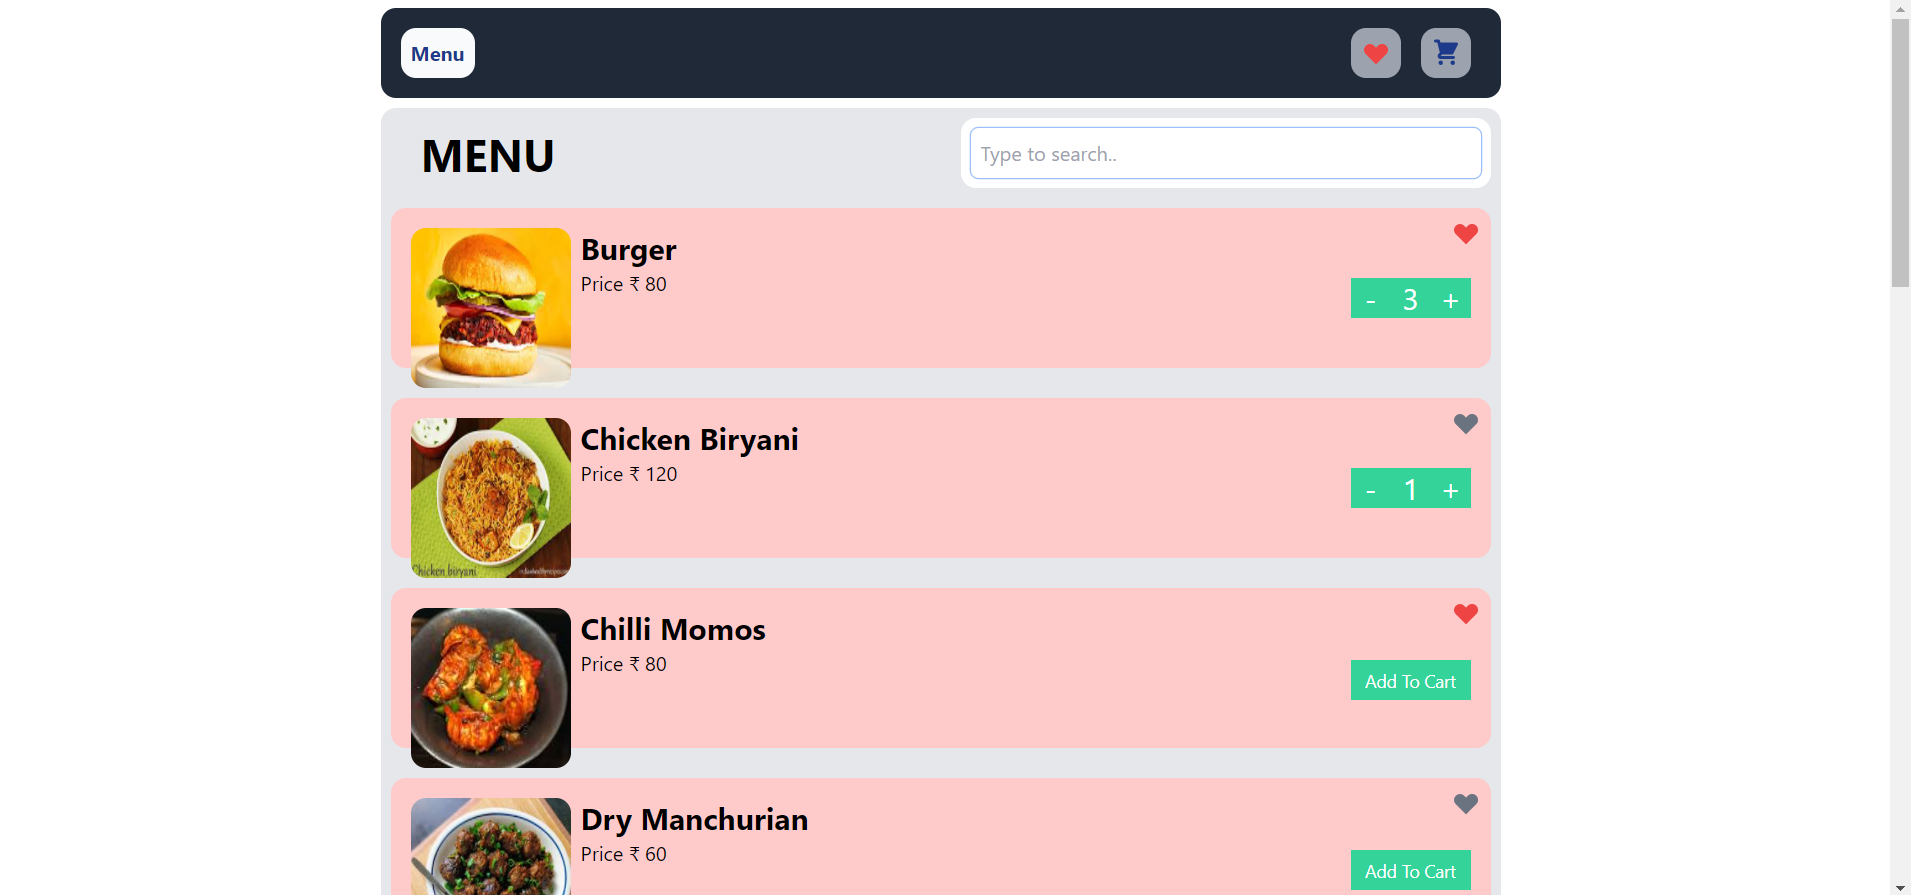 Menu
MENU
Type to search..
Burger
Price ₹ 80
- 3 +
Chicken Biryani
Price ₹ 120
- 1 +
Chicken biryani
Chilli Momos
Price ₹ 80
Add To Cart
Dry Manchurian
Price ₹ 60
Add To Cart